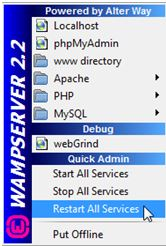 Powered by Alter Way
Localhost
phpMyAdmin
www directory
Apache
PHP
MySQL
Debug
webGrind
Quick Admin
Start All Services
Stop All Services
Restart All Services
Put Offline
WAMPSERVER 2.2